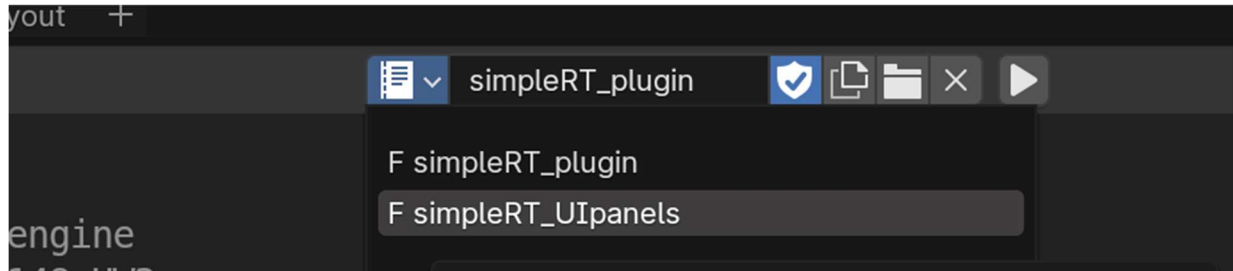 yout +
simpleRT_plugin
F simpleRT_plugin
F simpleRT_UIpanels
engine